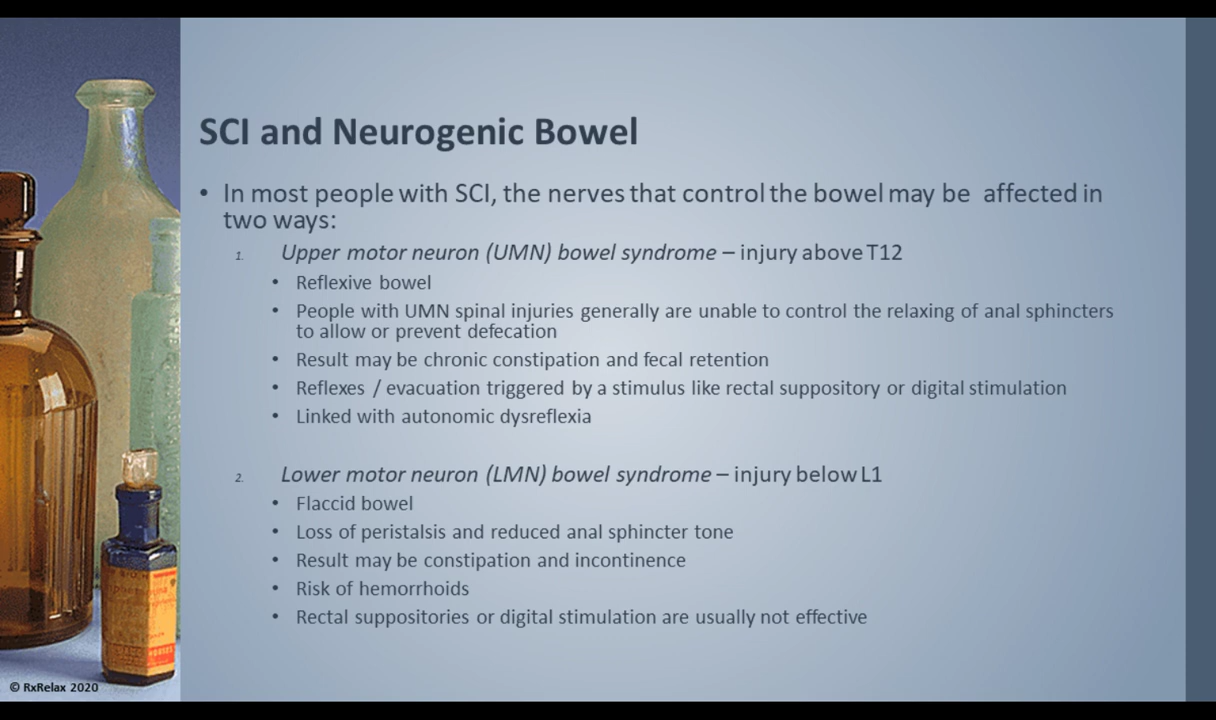 SCI and Neurogenic Bowel
• In most people with SCI, the nerves that control the bowel may be affected in
two ways:
1. Upper motor neuron (UMN) bowel syndrome – injury above T12
• Reflexive bowel
• People with UMN spinal injuries generally are unable to control the relaxing of anal sphincters
to allow or prevent defecation
• Result may be chronic constipation and fecal retention
• Reflexes / evacuation triggered by a stimulus like rectal suppository or digital stimulation
• Linked with autonomic dysreflexia
2. Lower motor neuron (LMN) bowel syndrome – injury below L1
• Flaccid bowel
• Loss of peristalsis and reduced anal sphincter tone
• Result may be constipation and incontinence
• Risk of hemorrhoids
• Rectal suppositories or digital stimulation are usually not effective
© RxRelax 2020